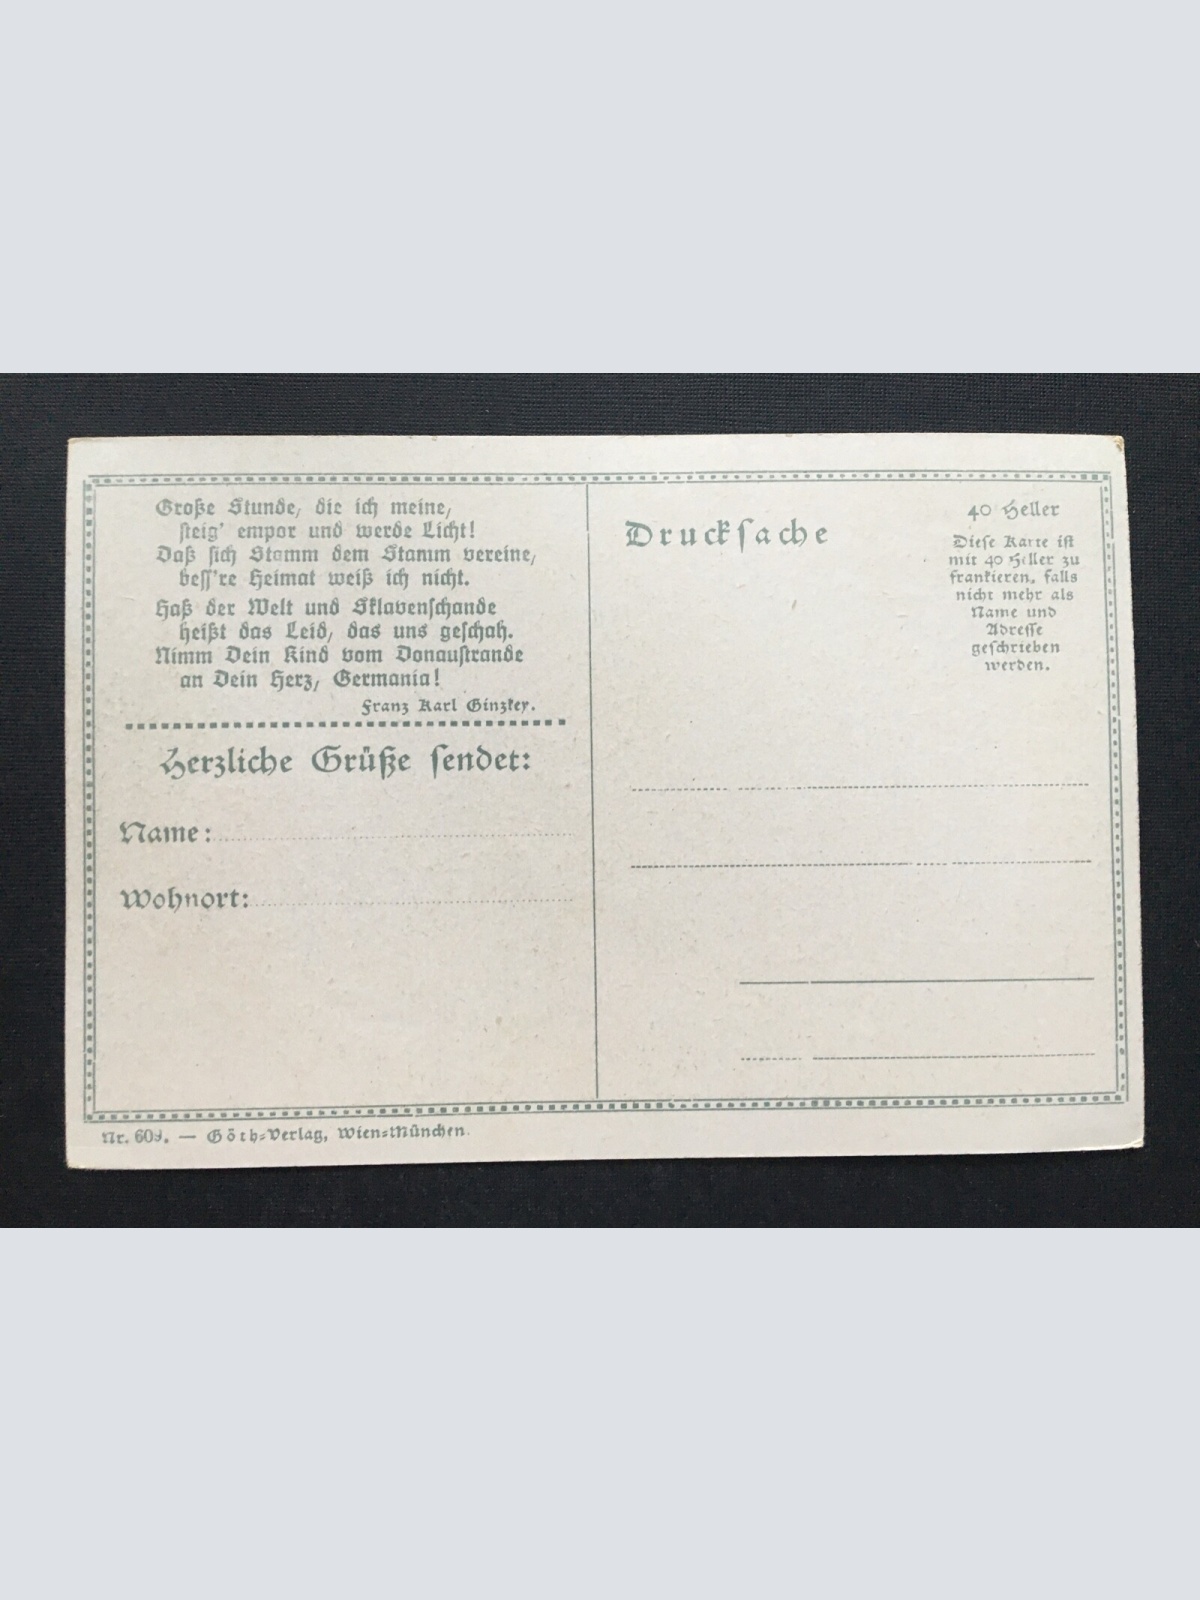 Große Stunde, die ich meine,
steig' empor und werde Licht!
Daß sich Stamm dem Stamm vereine,
bess're Heimat weiß ich nicht.
Haß der Welt und Sklavenschande
heißt das Leid, das uns geschah.
Nimm Dein Kind vom Donaustrande
an Dein Herz, Germania!
Franz Karl Ginzkey.
Herzliche Grüße sendet:
Name:
Wohnort:
Drucksache
40 Heller
Diese Karte ist
mit 40 Heller zu
frankieren, falls
nicht mehr als
Name und
Adresse
geschrieben
werden.
Nr. — Göth-Verlag, Wien-München.